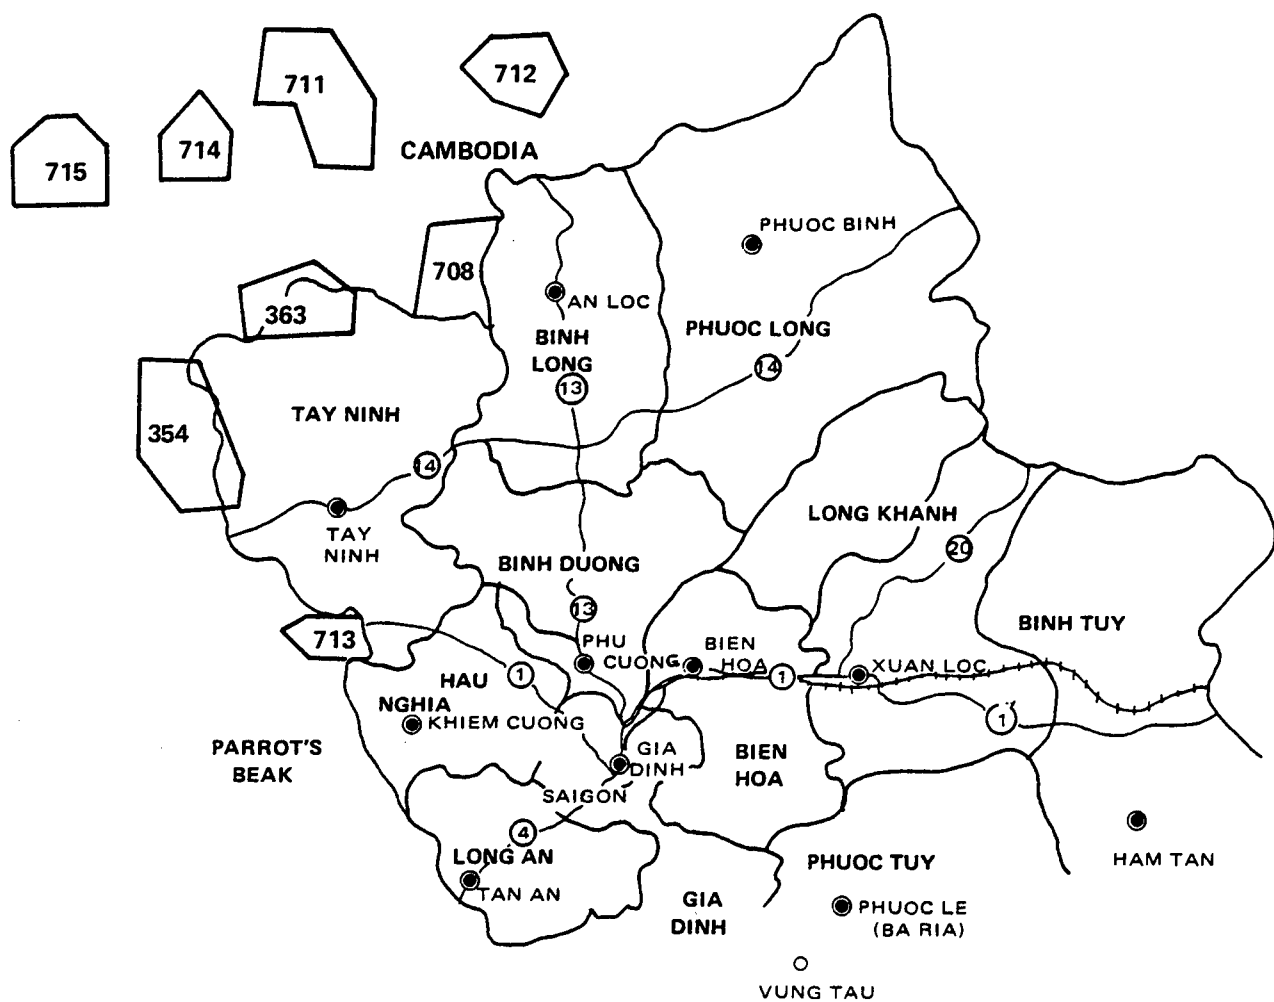 711
712
714
715
CAMBODIA
PHUOC BINH
708
AN LOC
363
BINH
LONG
PHUOC LONG
13
14
TAY NINH
354
14
TAY
NINH
LONG KHANH
20
BINH DUONG
13
713
PHU
CUONG
BIEN
HOA
1
XUAN LOC
BINH TUY
1
HAU
NGHIA
1
KHIEM CUONG
PARROT'S
BEAK
GIA
DINH
BIEN
HOA
SAIGON
4
LONG AN
TAN AN
PHUOC TUY
HAM TAN
GIA
DINH
PHUOC LE
(BA RIA)
VUNG TAU